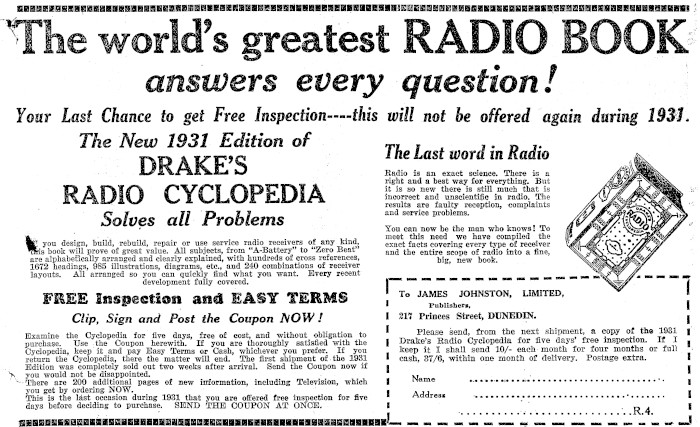 The world's greatest RADIO BOOK
answers every question!
Your Last Chance to get Free Inspection----this will not be offered again during 1931.
The New 1931 Edition of
DRAKE'S
RADIO CYCLOPEDIA
Solves all Problems
If you design, build, rebuild, repair or use service radio receivers of any kind,
this book will prove of great value. All subjects, from "A-Battery" to "Zero Beat"
are alphabetically arranged and clearly explained, with hundreds of cross references,
1672 headings, 985 illustrations, diagrams, etc., and 240 combinations of receiver
layouts. All arranged so you can quickly find what you want. Every recent
development fully covered.
FREE Inspection and EASY TERMS
Clip, Sign and Post the Coupon NOW!
Examine the Cyclopedia for five days, free of cost, and without obligation to
purchase. Use the Coupon herewith. If you are thoroughly satisfied with the
Cyclopedia, keep it and pay Easy Terms or Cash, whichever you prefer. If you
return the Cyclopedia, there the matter will end. The first shipment of the 1931
Edition was completely sold out two weeks after arrival. Send the Coupon now if
you would not be disappointed.
There are 200 additional pages of new information, including Television, which
you get by ordering NOW.
This is the last occasion during 1931 that you are offered free inspection for five
days before deciding to purchase. SEND THE COUPON AT ONCE.
The Last word in Radio
Radio is an exact science. There is a
right and a best way for everything. But
it is so new there is still much that is
incorrect and unscientific in radio. The
results are faulty reception, complaints
and service problems.
You can now be the man who knows! To
meet this need we have compiled the
exact facts covering every type of receiver
and the entire scope of radio into a fine,
big, new book.
RADIO
To JAMES JOHNSTON, LIMITED,
Publishers,
217 Princes Street, DUNEDIN.
Please send, from the next shipment, a copy of the 1931
Drake's Radio Cyclopedia for five days' free inspection. If I
keep it I shall send 10/- each month for four months or full
cash, 37/6, within one month of delivery. Postage extra.
Name
Address
R.4.